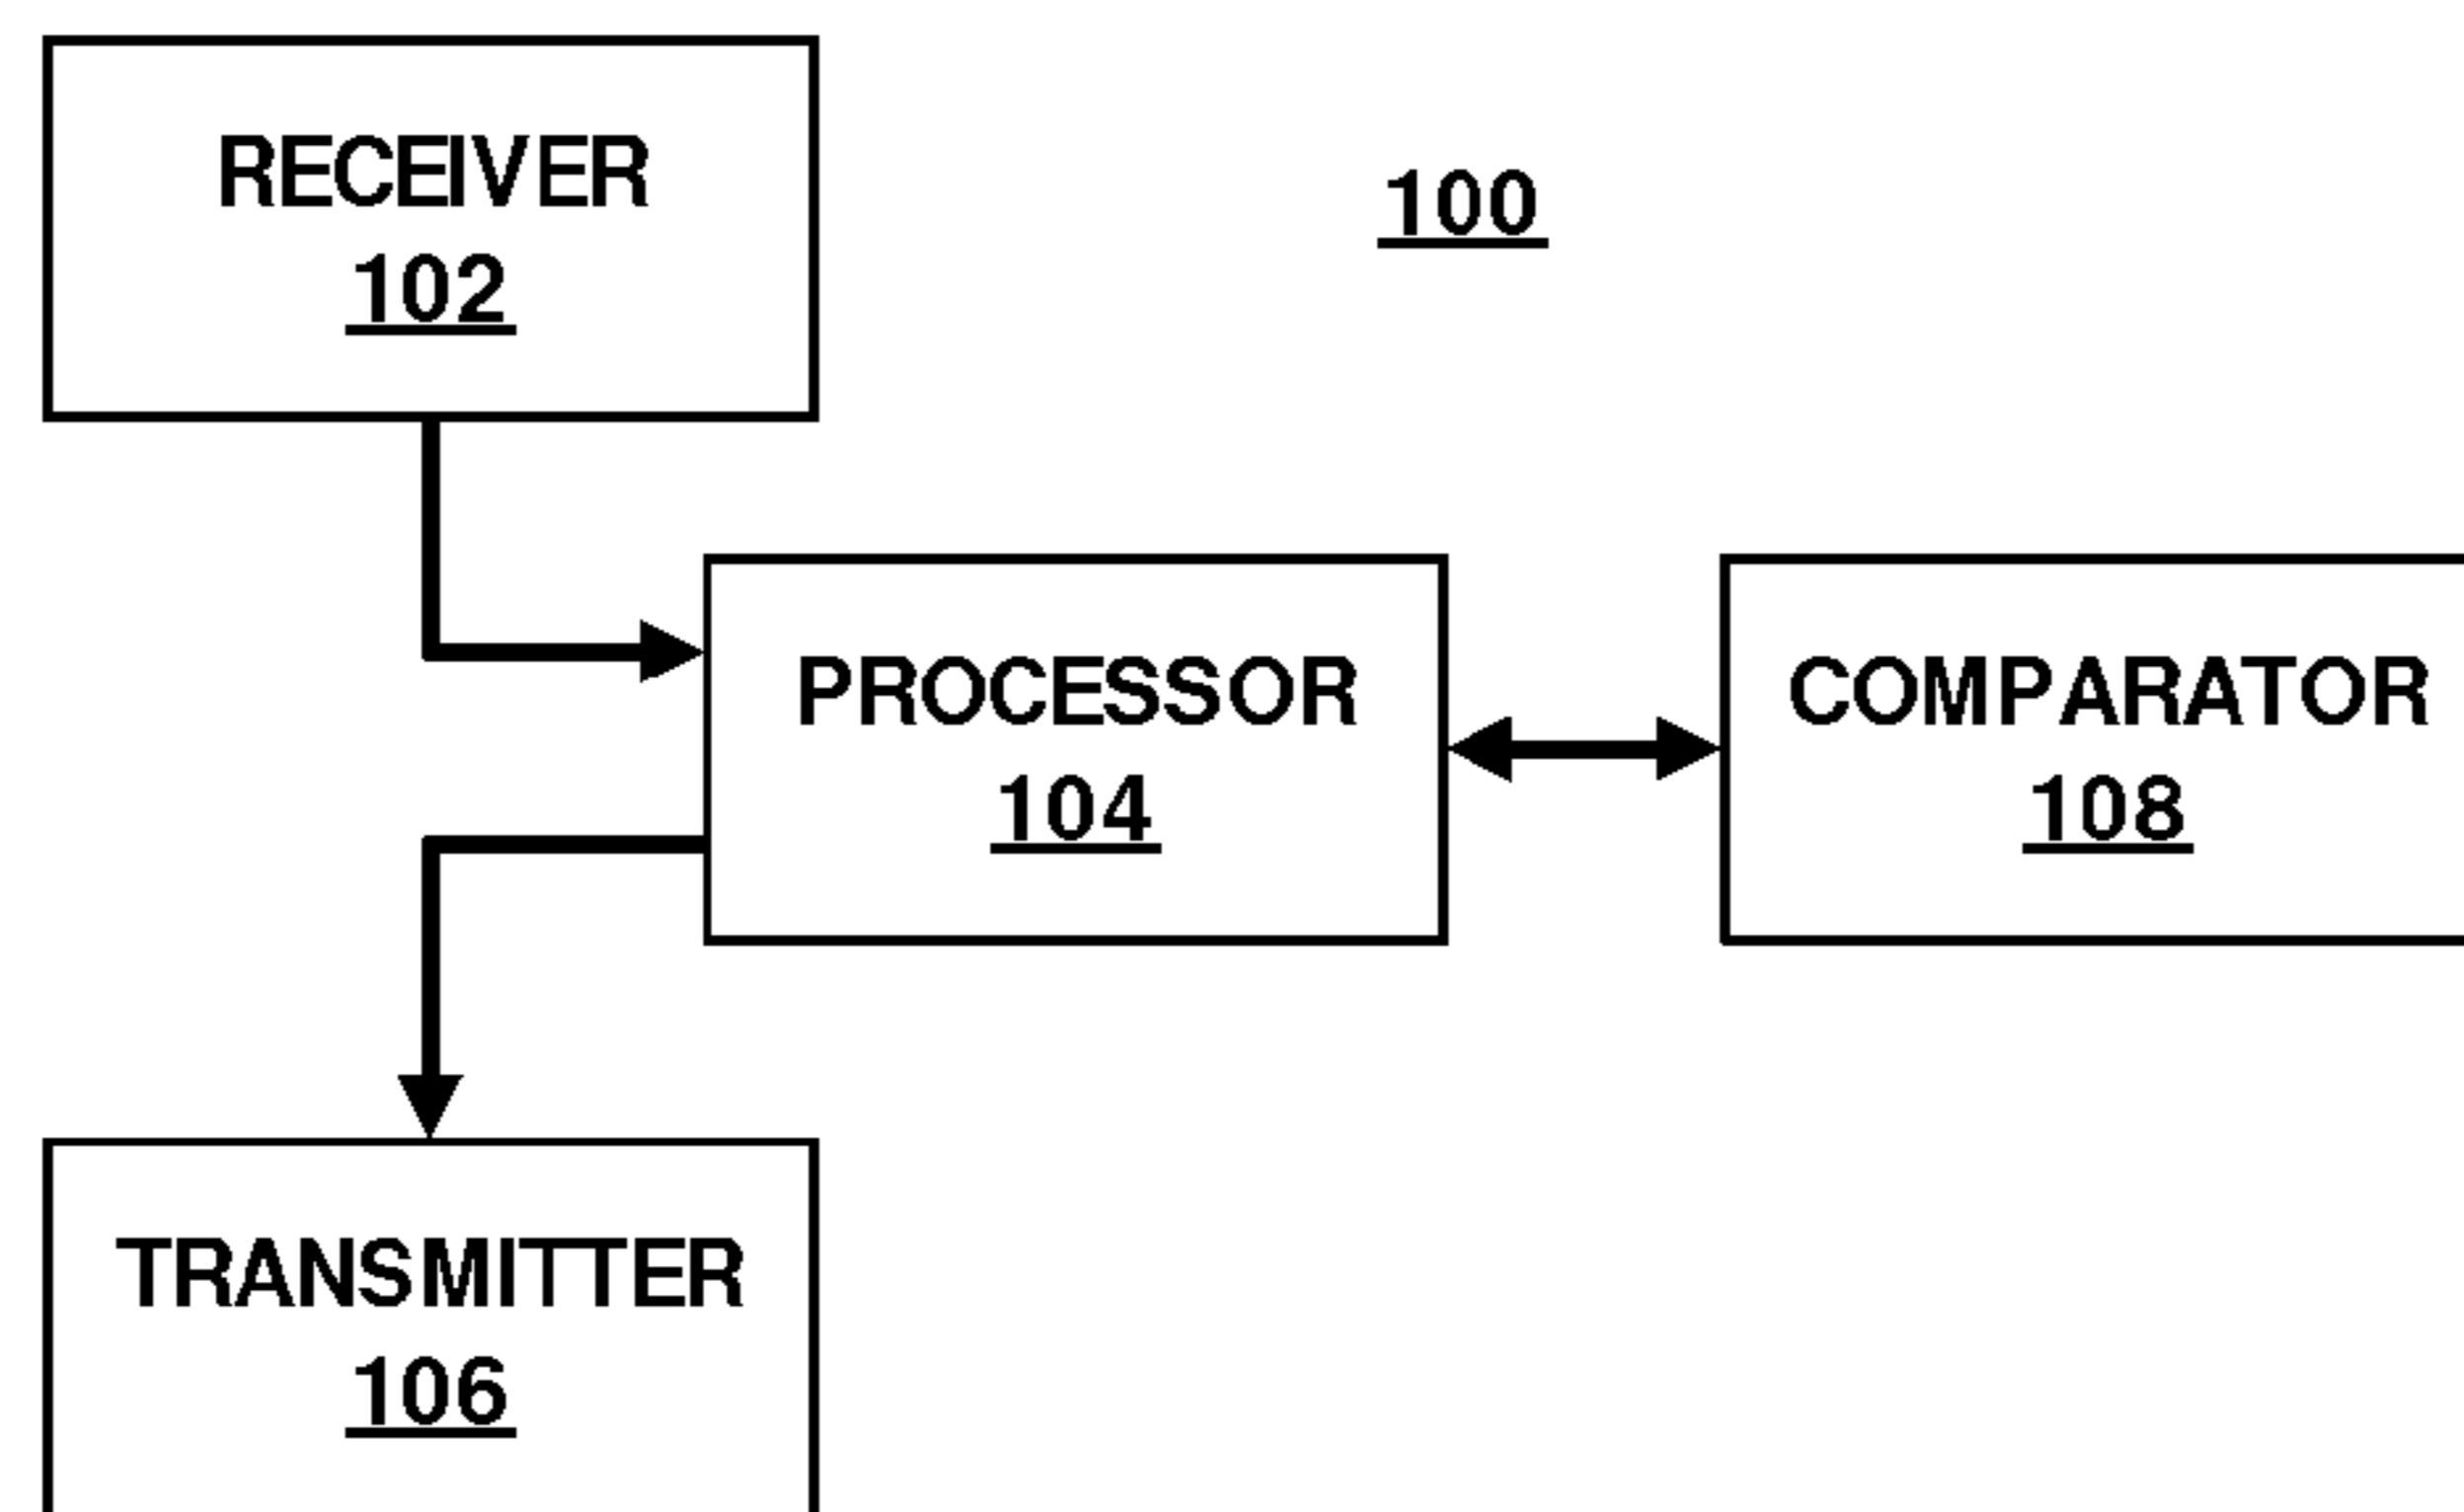 RECEIVER
102
100
PROCESSOR
104
COMPARATOR
108
TRANSMITTER
106